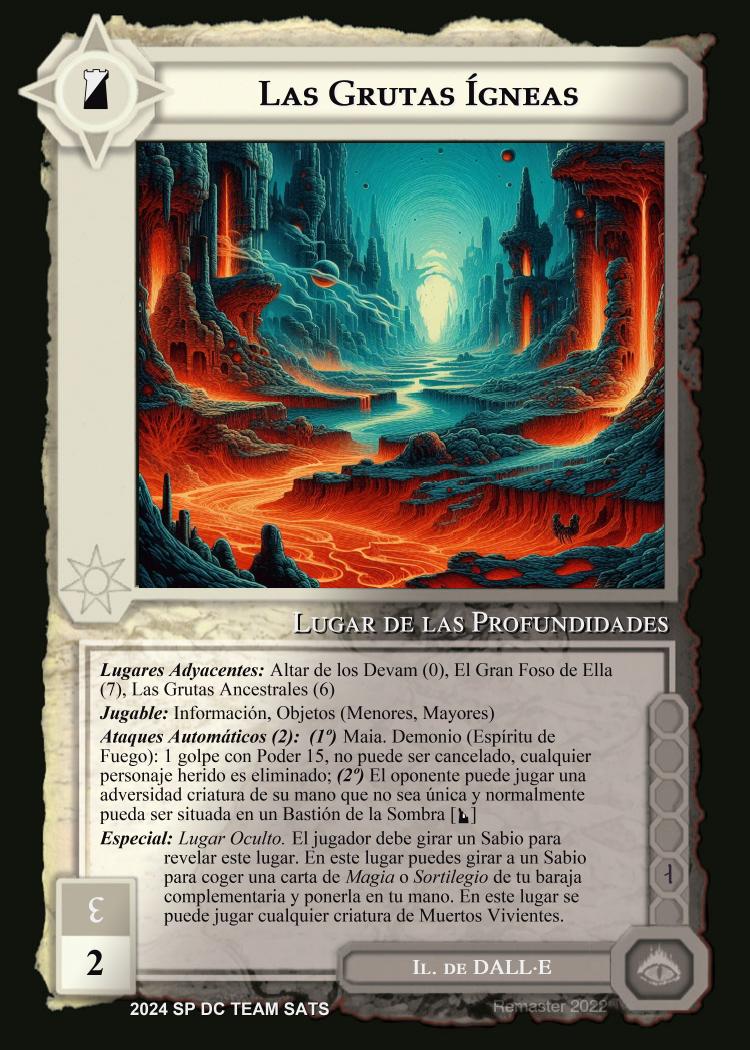 Las Grutas Ígneas
Lugar de las Profundidades
Lugares Adyacentes: Altar de los Devam (0), El Gran Foso de Ella
(7), Las Grutas Ancestrales (6)
Jugable: Información, Objetos (Menores, Mayores)
Ataques Automáticos (2): (1º) Maia. Demonio (Espíritu de
Fuego): 1 golpe con Poder 15, no puede ser cancelado, cualquier
personaje herido es eliminado; (2º) El oponente puede jugar una
adversidad criatura de su mano que no sea única y normalmente
pueda ser situada en un Bastión de la Sombra [ ]
Especial: Lugar Oculto. El jugador debe girar un Sabio para
revelar este lugar. En este lugar puedes girar a un Sabio
para coger una carta de Magia o Sortilegio de tu baraja
complementaria y ponerla en tu mano. En este lugar se
puede jugar cualquier criatura de Muertos Vivientes.
2
Il. de DALL·E
2024 SP DC TEAM SATS
Remaster 2022